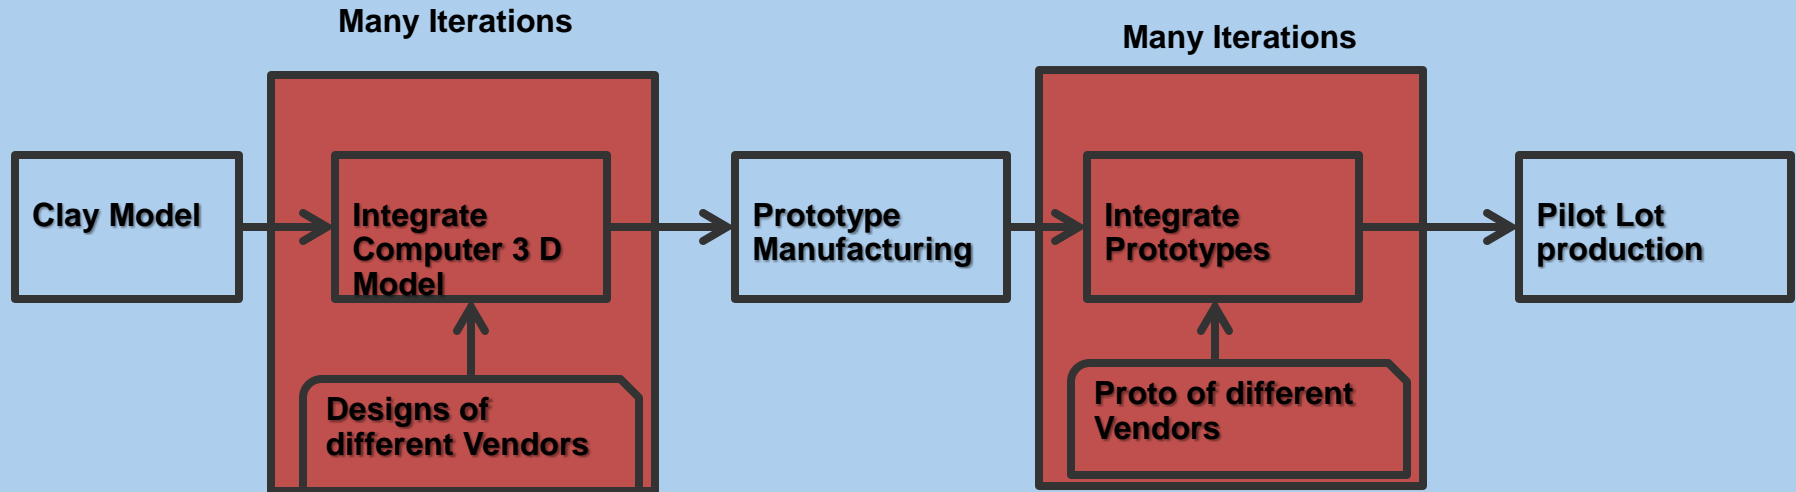 Many Iterations
Many Iterations
Clay Model
Integrate
Computer 3 D
Model
Prototype
Manufacturing
Integrate
Prototypes
Pilot Lot
production
Designs of
different Vendors
Proto of different
Vendors